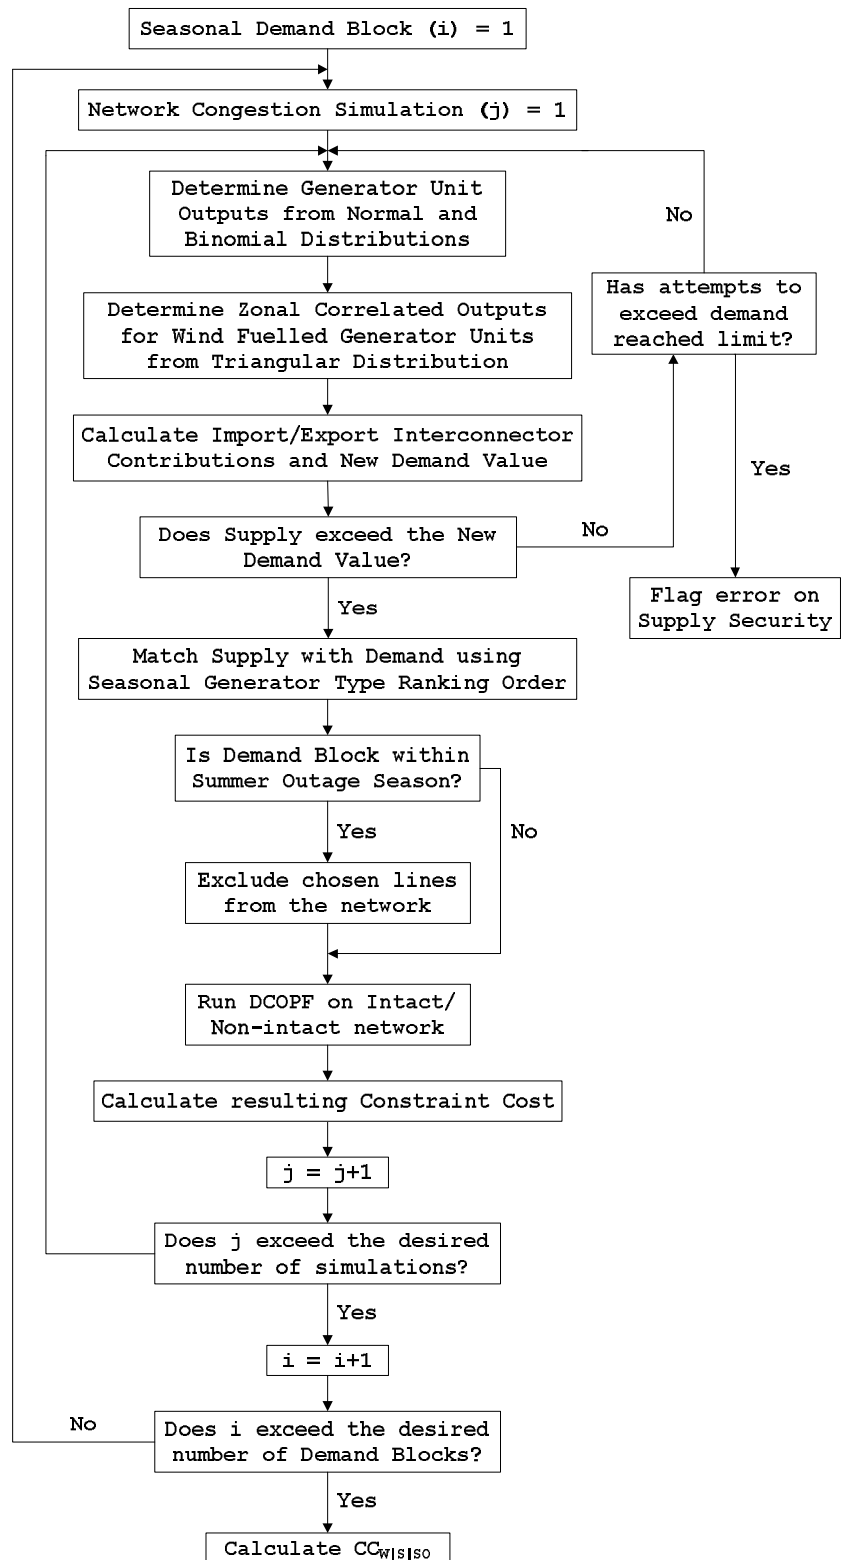 Seasonal Demand Block (i) = 1
Network Congestion Simulation (j) = 1
Determine Generator Unit
Outputs from Normal and
Binomial Distributions
No
Has attempts to
exceed demand
reached limit?
Determine Zonal Correlated Outputs
for Wind Fuelled Generator Units
from Triangular Distribution
Calculate Import/Export Interconnector
Contributions and New Demand Value
Yes
Does Supply exceed the New
Demand Value?
No
Flag error on
Supply Security
Yes
Match Supply with Demand using
Seasonal Generator Type Ranking Order
Is Demand Block within
Summer Outage Season?
Yes
No
Exclude chosen lines
from the network
Run DCOPF on Intact/
Non-intact network
Calculate resulting Constraint Cost
j = j+1
Does j exceed the desired
number of simulations?
Yes
i = i+1
No
Does i exceed the desired
number of Demand Blocks?
Yes
Calculate CCW|S|SO